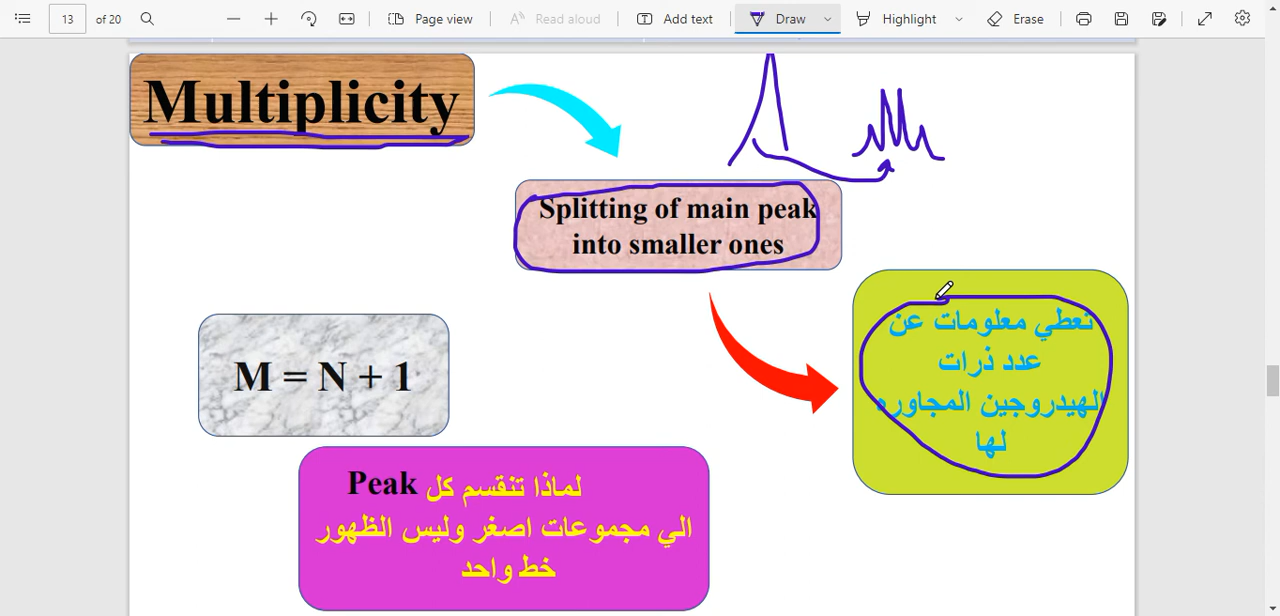 13 of 20 Page view Read aloud Add text Draw Highlight Erase
Multiplicity
Splitting of main peak
into smaller ones
تعطي معلومات عن
عدد ذرات
الهيدروجين المجاوره
لها
M = N + 1
لماذا تنقسم كل Peak
الي مجموعات اصغر وليس الظهور
خط واحد